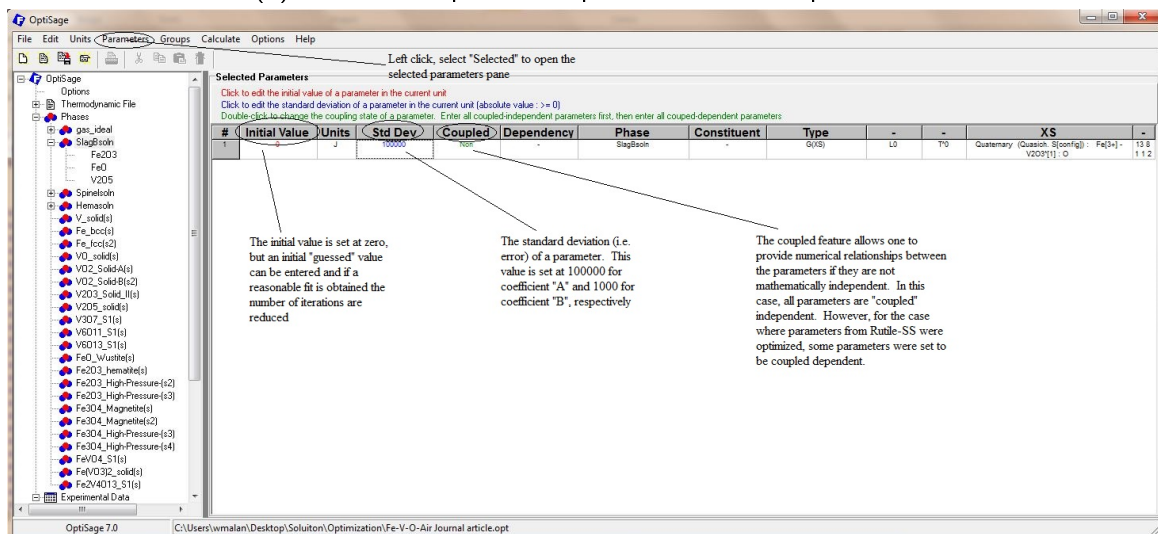 OptiSage
File Edit Units Parameters Groups Calculate Options Help
Left click, select "Selected" to open the
selected parameters pane
OptiSage
Options
Thermodynamic File
Phases
gas_ideal
SlagBsoln
Fe2O3
FeO
V2O5
Spinelsoln
Hemasoln
V_solid(s)
Fe_bcc(s)
Fe_fcc(s2)
VO_solid(s)
VO2_Solid-A(s)
VO2_Solid-B(s2)
V2O3_Solid_II(s)
V2O5_solid(s)
V3O7_S1(s)
V6O11_S1(s)
V6O13_S1(s)
FeO_Wustite(s)
Fe2O3_hematite(s)
Fe2O3_High-Pressure-(s2)
Fe2O3_High-Pressure-(s3)
Fe3O4_Magnetite(s)
Fe3O4_Magnetite(s2)
Fe3O4_High-Pressure-(s3)
Fe3O4_High-Pressure-(s4)
FeVO4_S1(s)
Fe(VO3)2_solid(s)
Fe2V4O13_S1(s)
Experimental Data
Selected Parameters
Click to edit the initial value of a parameter in the current unit
Click to edit the standard deviation of a parameter in the current unit (absolute value : >= 0)
Double-click to change the coupling state of a parameter. Enter all coupled-independent parameters first, then enter all couped-dependent parameters
# Initial Value Units Std Dev Coupled Dependency Phase Constituent Type - - XS -
1 0 J 100000 Non - SlagBsoln - G(XS) L0 T^0 Quaternary (Quasich. S[config]) : Fe[3+] - 13 8
V2O3*[1] : O 1 1 2
The initial value is set at zero,
but an initial "guessed" value
can be entered and if a
reasonable fit is obtained the
number of iterations are
reduced
The standard deviation (i.e.
error) of a parameter. This
value is set at 100000 for
coefficient "A" and 1000 for
coefficient "B", respectively
The coupled feature allows one to
provide numerical relationships between
the parameters if they are not
mathematically independent. In this
case, all parameters are "coupled"
independent. However, for the case
where parameters from Rutile-SS were
optimized, some parameters were set to
be coupled dependent.
OptiSage 7.0 C:\Users\wmalan\Desktop\Soluiton\Optimization\Fe-V-O-Air Journal article.opt